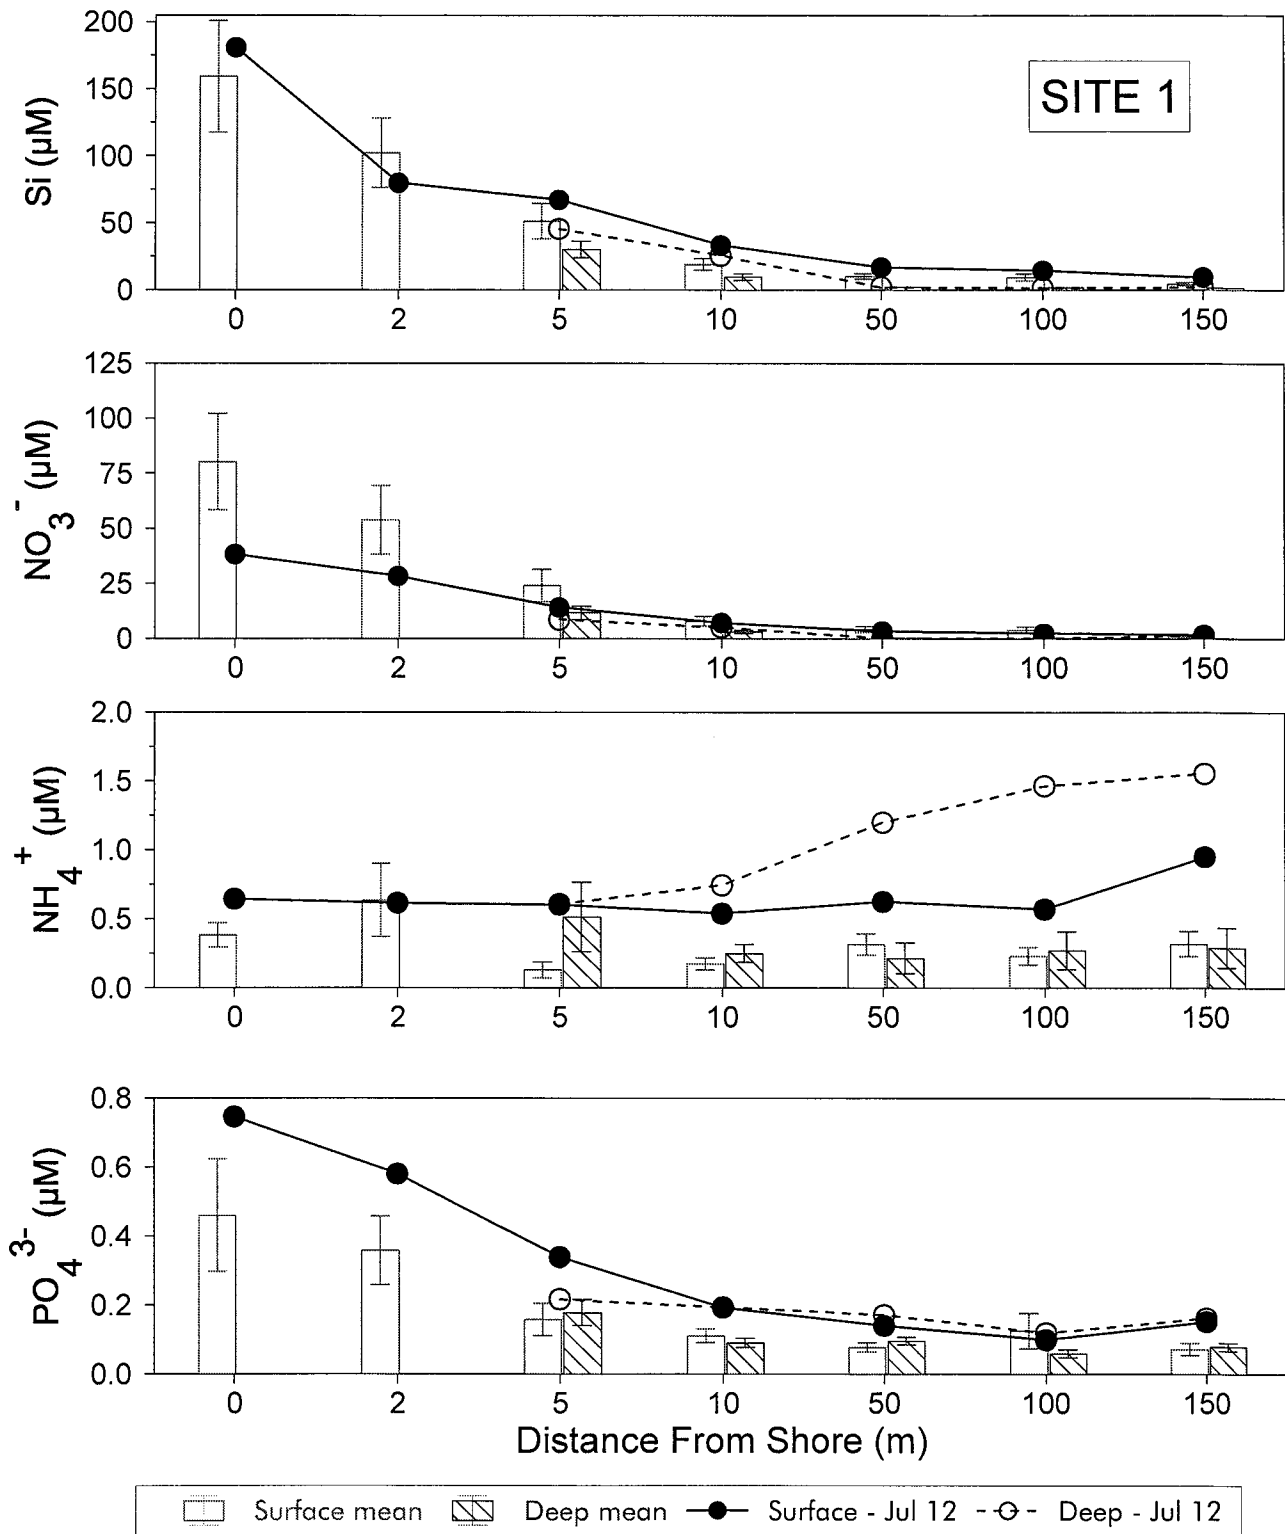 SITE 1
Si (µM)
200
150
100
50
0
0 2 5 10 50 100 150
NO3- (µM)
125
100
75
50
25
0
0 2 5 10 50 100 150
NH4+ (µM)
2.0
1.5
1.0
0.5
0.0
0 2 5 10 50 100 150
PO43- (µM)
0.8
0.6
0.4
0.2
0.0
0 2 5 10 50 100 150
Distance From Shore (m)
Surface mean Deep mean Surface - Jul 12 Deep - Jul 12